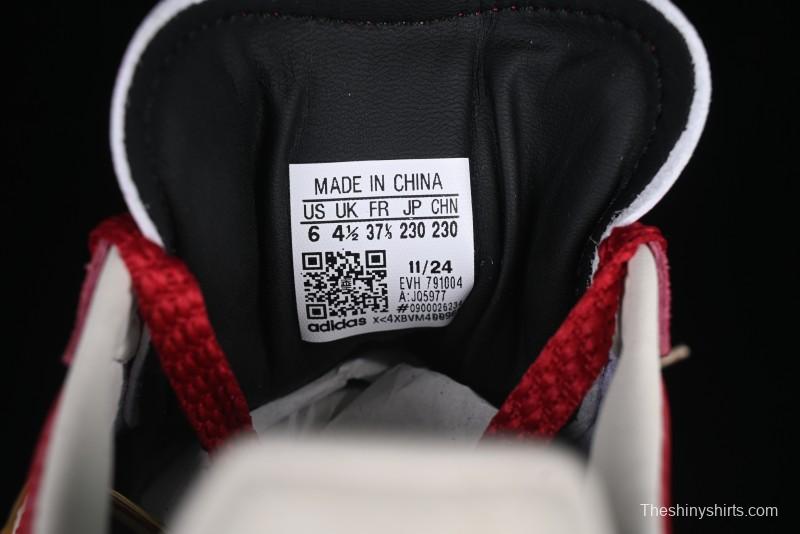 MADE IN CHINA
US UK FR JP CHN
6 4½ 37⅓ 230 230
11/24
EVH 791004
A:JQ5977
adidas
Theshinyshirts.com